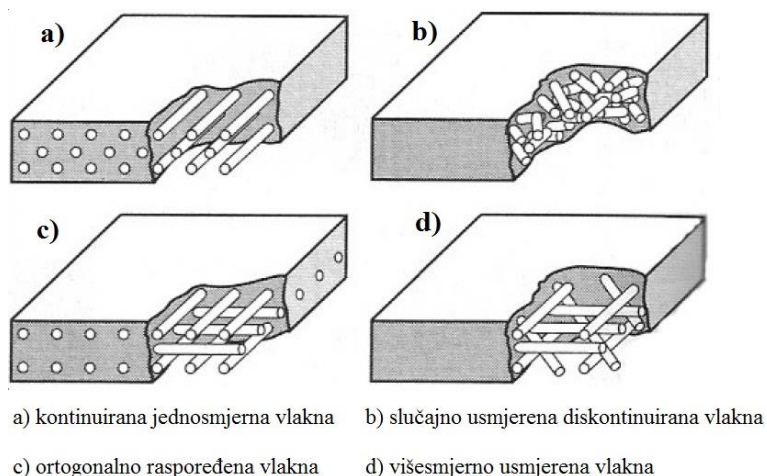 a)
b)
c)
d)
a) kontinuirana jednosmjerna vlakna
b) slučajno usmjerena diskontinuirana vlakna
c) ortogonalno raspoređena vlakna
d) višesmjerno usmjerena vlakna